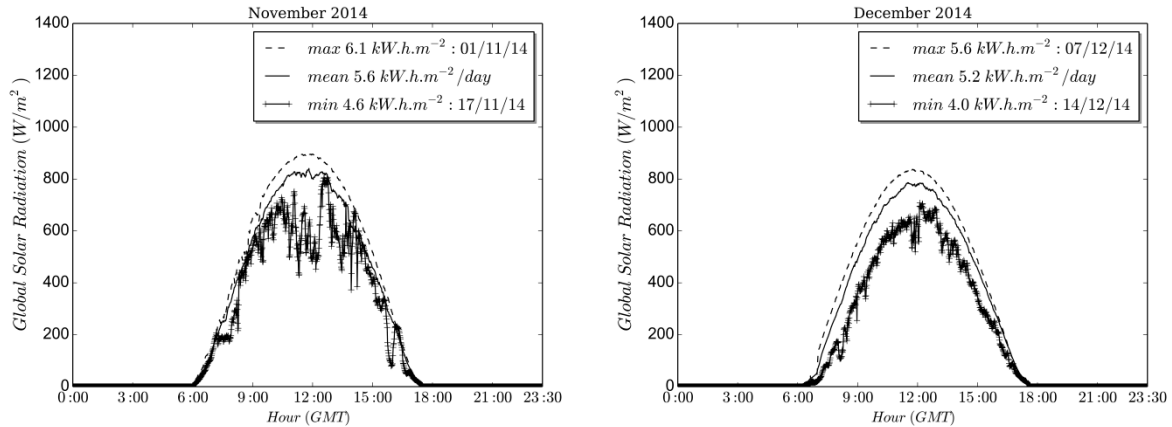 November 2014
max 6.1 kW.h.m⁻² : 01/11/14
mean 5.6 kW.h.m⁻²/day
min 4.6 kW.h.m⁻² : 17/11/14
Global Solar Radiation (W/m²)
1400
1200
1000
800
600
400
200
0
0:00 3:00 6:00 9:00 12:00 15:00 18:00 21:00 23:30
Hour (GMT)
December 2014
max 5.6 kW.h.m⁻² : 07/12/14
mean 5.2 kW.h.m⁻²/day
min 4.0 kW.h.m⁻² : 14/12/14
Global Solar Radiation (W/m²)
1400
1200
1000
800
600
400
200
0
0:00 3:00 6:00 9:00 12:00 15:00 18:00 21:00 23:30
Hour (GMT)